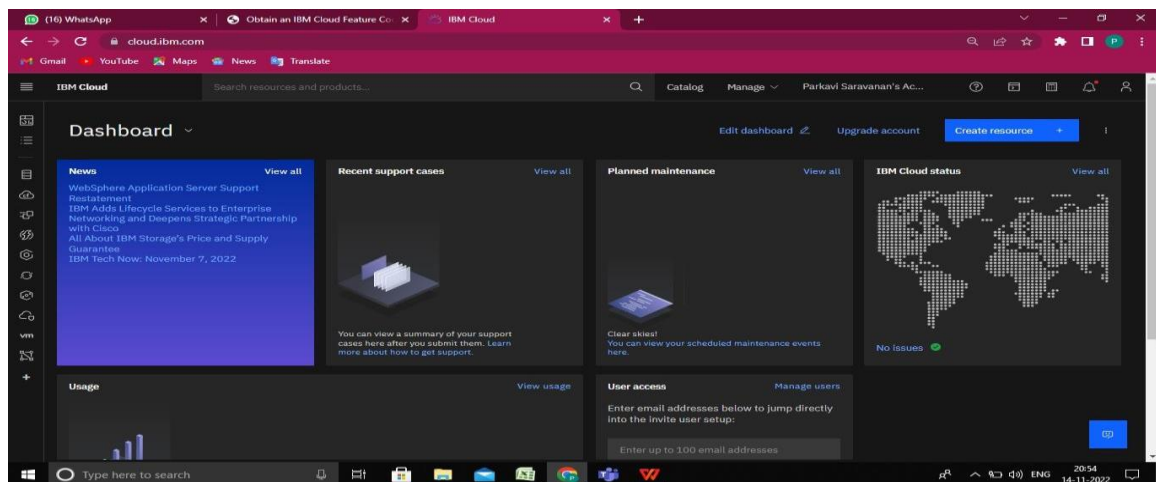 (16) WhatsApp
Obtain an IBM Cloud Feature Co
IBM Cloud
cloud.ibm.com
P
Gmail
YouTube
Maps
News
Translate
IBM Cloud
Search resources and products...
Catalog
Manage
Parkavi Saravanan's Ac...
Dashboard
Edit dashboard
Upgrade account
Create resource +
News
View all
WebSphere Application Server Support
Restatement
IBM Adds Lifecycle Services to Enterprise
Networking and Deepens Strategic Partnership
with Cisco
All About IBM Storage's Price and Supply
Guarantee
IBM Tech Now: November 7, 2022
Recent support cases
View all
You can view a summary of your support
cases here after you submit them. Learn
more about how to get support.
Planned maintenance
View all
Clear skies!
You can view your scheduled maintenance events
here.
IBM Cloud status
View all
No issues
vm
Usage
View usage
User access
Manage users
Enter email addresses below to jump directly
into the invite user setup:
Enter up to 100 email addresses
Type here to search
ENG
20:54
14-11-2022